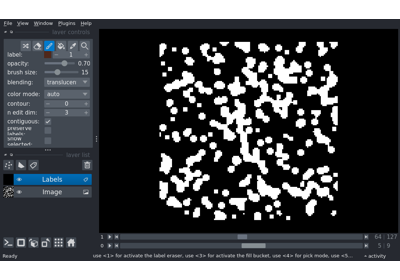 File View Window Plugins Help
layer controls
label: 1
opacity: 0.70
brush size: 15
blending: translucen
color mode: auto
contour: 0
n edit dim: 3
contiguous:
preserve
labels:
show
selected:
layer list
Labels
Image
1 64 127
0 5 9
Ready use <1> for activate the label eraser, use <3> for activate the fill bucket, use <4> for pick mode, use <5... activity